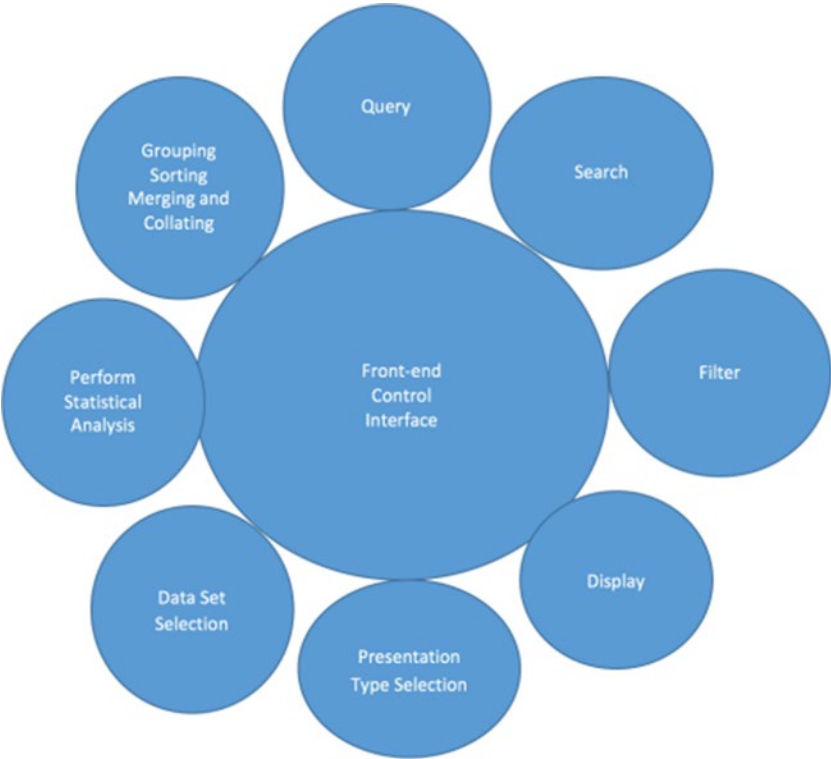 Query
Search
Grouping
Sorting
Merging and
Collating
Filter
Front-end
Control
Interface
Perform
Statistical
Analysis
Display
Data Set
Selection
Presentation
Type Selection